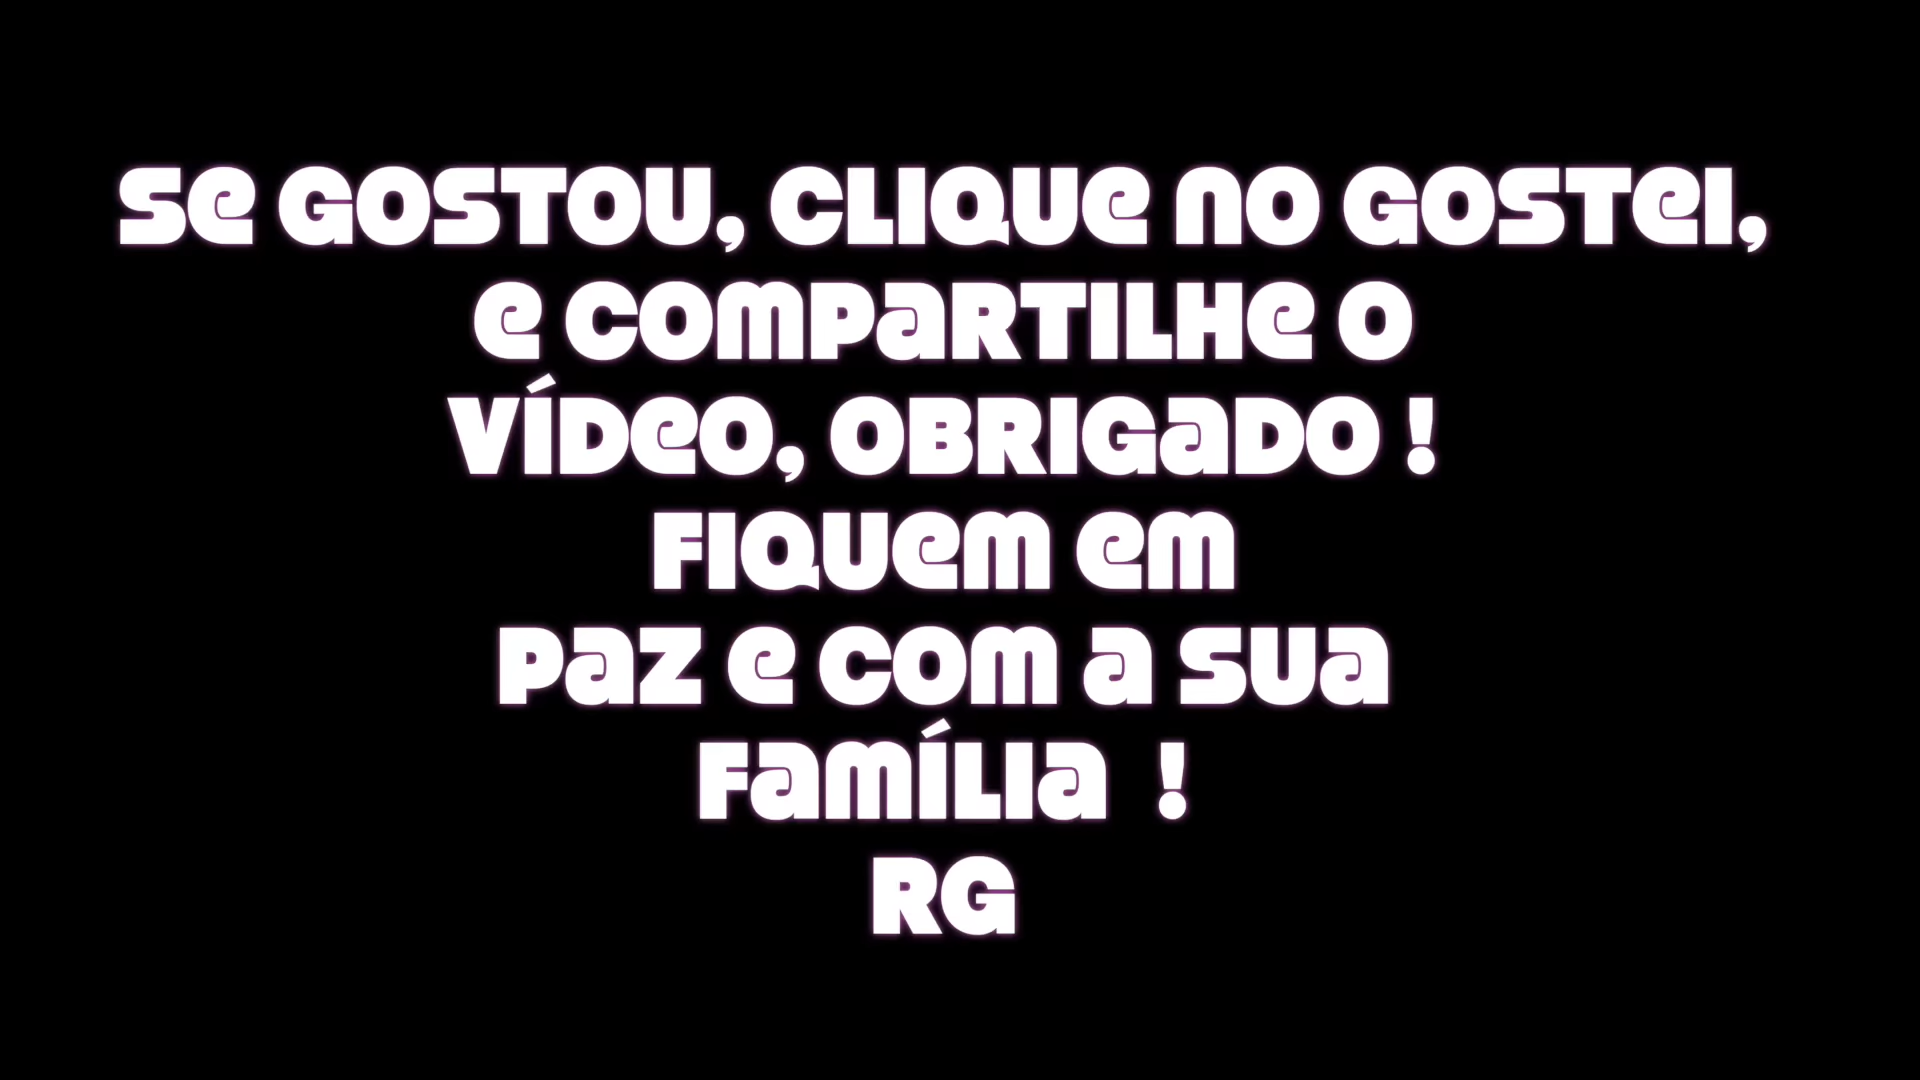 Se GOSTOU, CLIQUE NO GOSTEI,
E COMPARTILHE O
VÍDEO, OBRIGADO !
FIQUEM EM
PAZ E COM A SUA
FAMÍLIA  !
RG